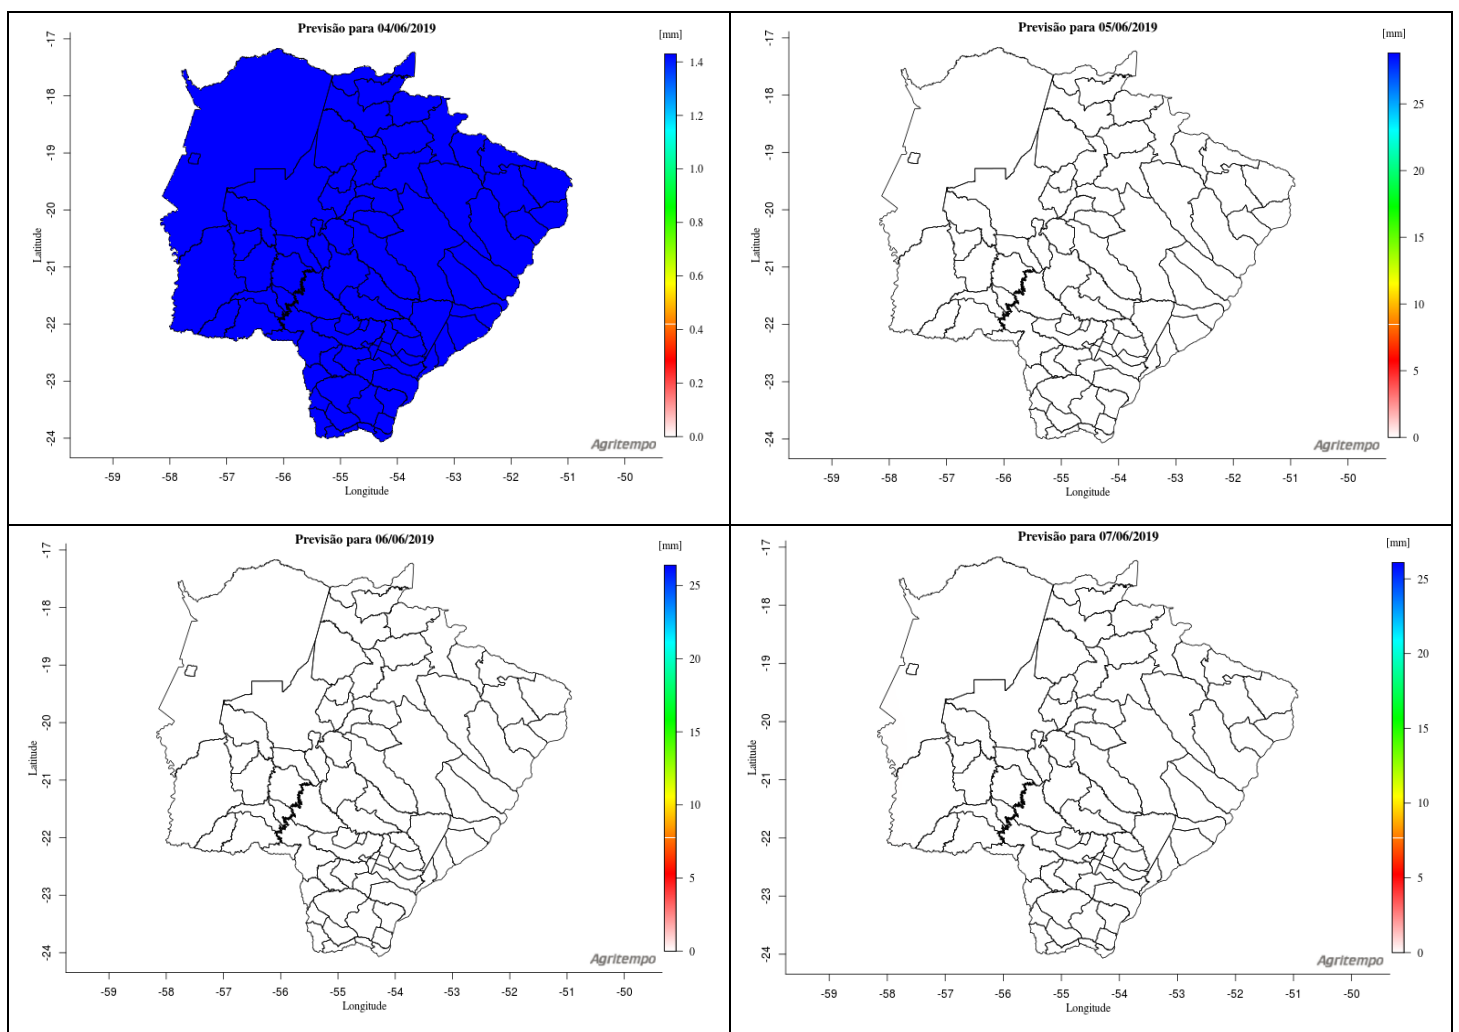 Previsão para 04/06/2019
[mm]
-17
-18
-19
-20
-21
-22
-23
-24
Latitude
1.4
1.2
1.0
0.8
0.6
0.4
0.2
0.0
Agritempo
-59 -58 -57 -56 -55 -54 -53 -52 -51 -50
Longitude
Previsão para 05/06/2019
[mm]
-17
-18
-19
-20
-21
-22
-23
-24
Latitude
25
20
15
10
5
0
Agritempo
-59 -58 -57 -56 -55 -54 -53 -52 -51 -50
Longitude
Previsão para 06/06/2019
[mm]
-17
-18
-19
-20
-21
-22
-23
-24
Latitude
25
20
15
10
5
0
Agritempo
-59 -58 -57 -56 -55 -54 -53 -52 -51 -50
Longitude
Previsão para 07/06/2019
[mm]
-17
-18
-19
-20
-21
-22
-23
-24
Latitude
25
20
15
10
5
0
Agritempo
-59 -58 -57 -56 -55 -54 -53 -52 -51 -50
Longitude